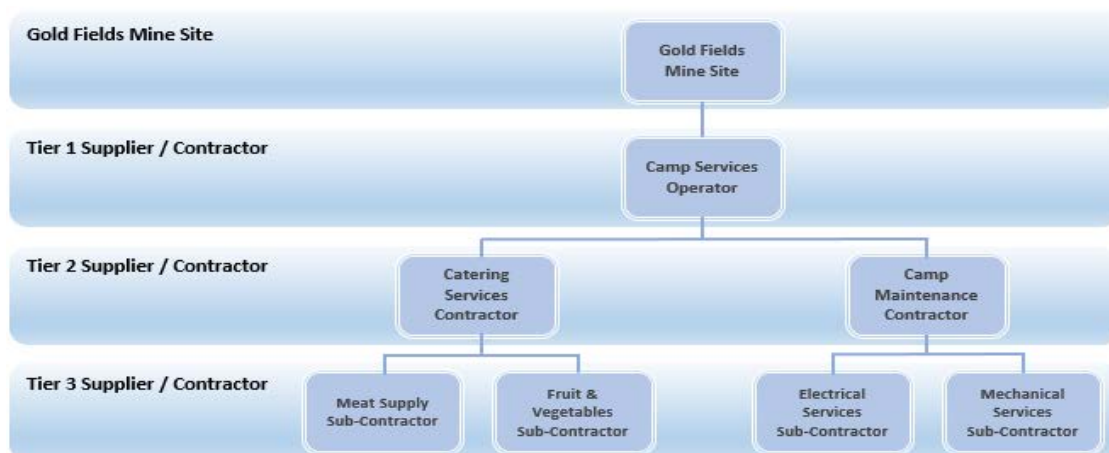 Gold Fields Mine Site
Gold Fields
Mine Site
Tier 1 Supplier / Contractor
Camp Services
Operator
Tier 2 Supplier / Contractor
Catering
Services
Contractor
Camp
Maintenance
Contractor
Tier 3 Supplier / Contractor
Meat Supply
Sub-Contractor
Fruit &
Vegetables
Sub-Contractor
Electrical
Services
Sub-Contractor
Mechanical
Services
Sub-Contractor